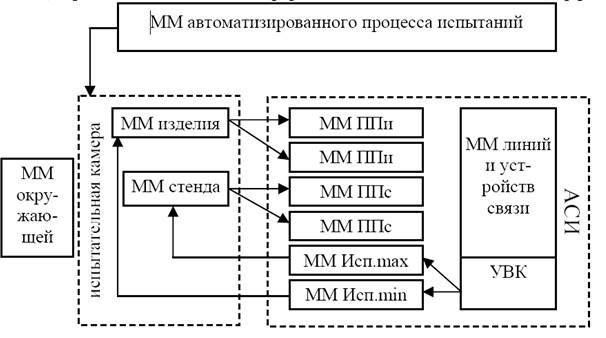 ММ автоматизированного процесса испытаний
испытательная камера
ММ изделия
ММ стенда
ММ
окру-
жаю-
шей
ММ ППи
ММ ППи
ММ ППс
ММ ППс
ММ Исп.max
ММ Исп.min
ММ линий
и уст-
ройств
связи
УВК
АСИ